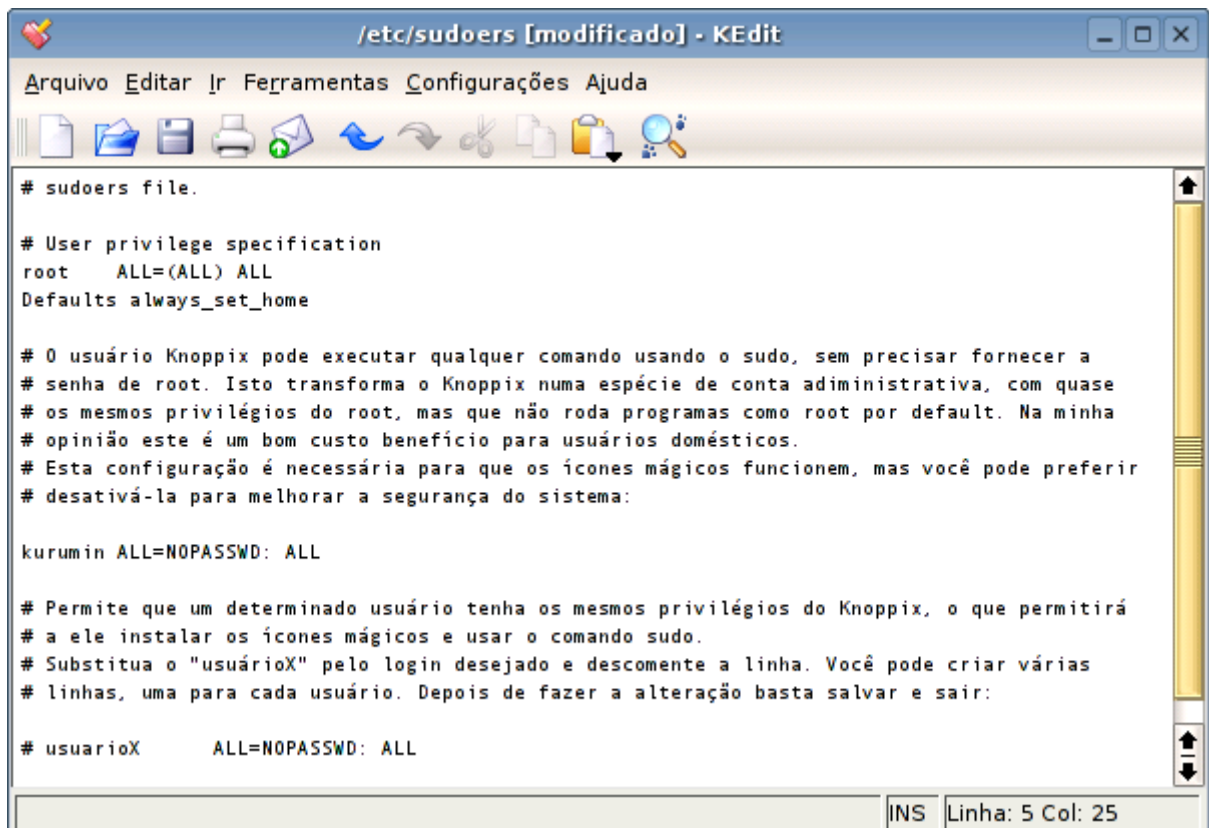 /etc/sudoers [modificado] - KEdit
Arquivo Editar Ir Ferramentas Configurações Ajuda
# sudoers file.
# User privilege specification
root    ALL=(ALL) ALL
Defaults always_set_home
# O usuário Knoppix pode executar qualquer comando usando o sudo, sem precisar fornecer a
# senha de root. Isto transforma o Knoppix numa espécie de conta adiministrativa, com quase
# os mesmos privilégios do root, mas que não roda programas como root por default. Na minha
# opinião este é um bom custo benefício para usuários domésticos.
# Esta configuração é necessária para que os ícones mágicos funcionem, mas você pode preferir
# desativá-la para melhorar a segurança do sistema:
kurumin ALL=NOPASSWD: ALL
# Permite que um determinado usuário tenha os mesmos privilégios do Knoppix, o que permitirá
# a ele instalar os ícones mágicos e usar o comando sudo.
# Substitua o "usuárioX" pelo login desejado e descomente a linha. Você pode criar várias
# linhas, uma para cada usuário. Depois de fazer a alteração basta salvar e sair:
# usuarioX      ALL=NOPASSWD: ALL
INS Linha: 5 Col: 25